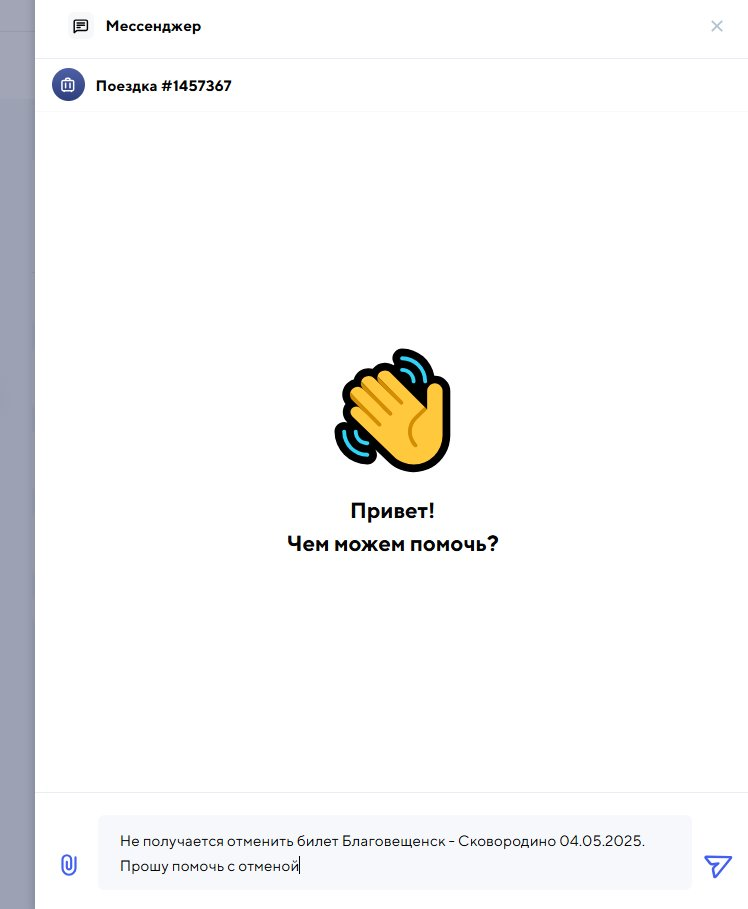 Мессенджер
Поездка #1457367
Привет!
Чем можем помочь?
Не получается отменить билет Благовещенск - Сковородино 04.05.2025.
Прошу помочь с отменой